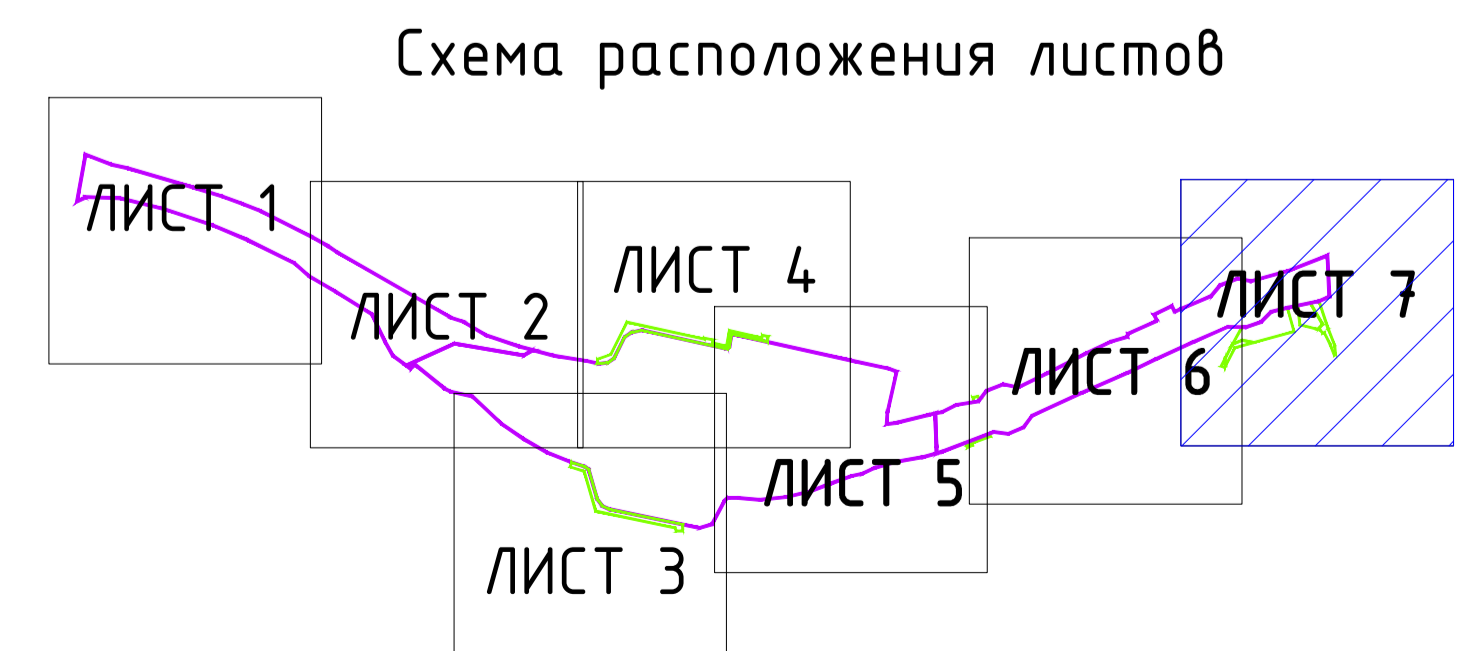 Схема расположения листов
ЛИСТ 1
ЛИСТ 2
ЛИСТ 4
ЛИСТ 7
ЛИСТ 6
ЛИСТ 5
ЛИСТ 3